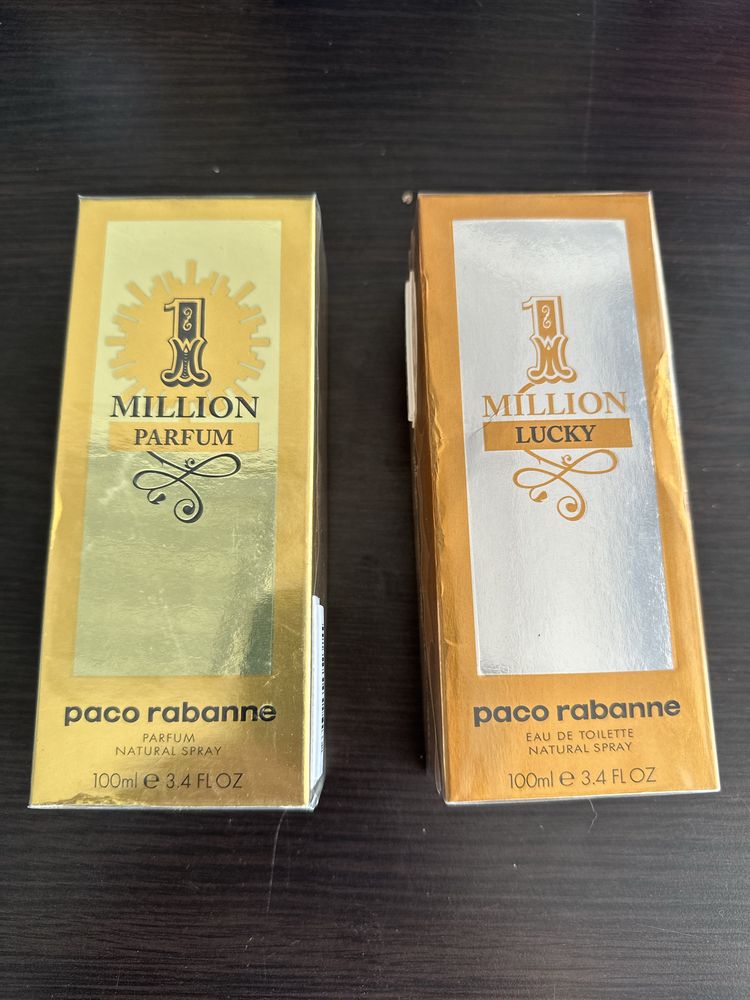 1
MILLION
PARFUM
paco rabanne
PARFUM
NATURAL SPRAY
100ml e 3.4 FL OZ
1
MILLION
LUCKY
paco rabanne
EAU DE TOILETTE
NATURAL SPRAY
100ml e 3.4 FL OZ